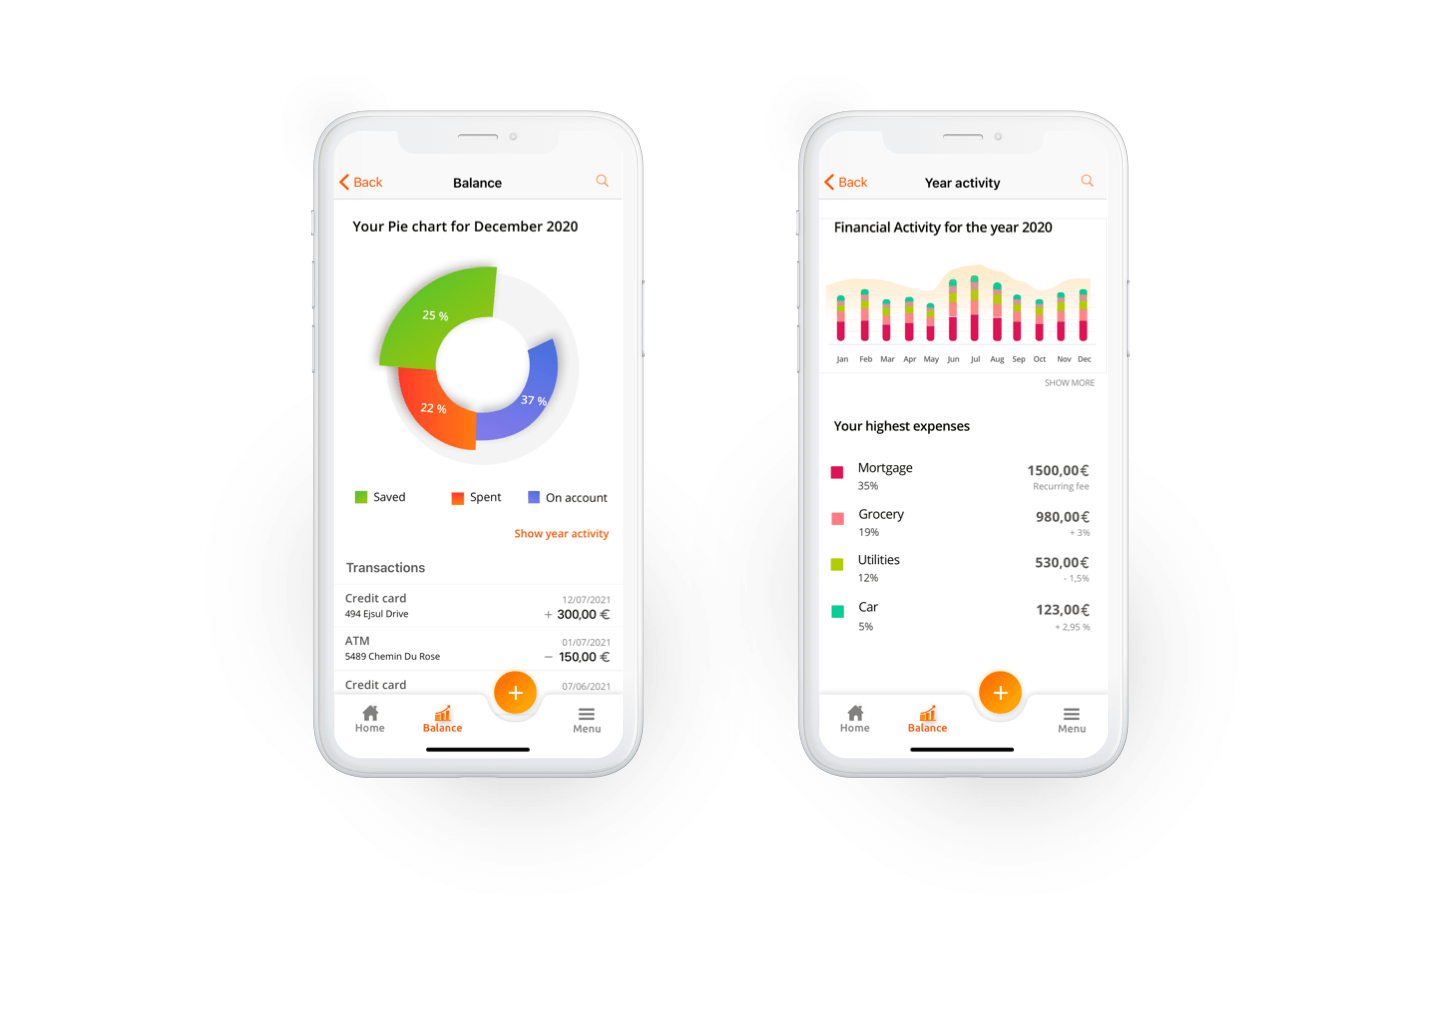 Back
Balance
Your Pie chart for December 2020
25 %
22 %
37 %
Saved
Spent
On account
Show year activity
Transactions
Credit card
12/07/2021
494 Ejsul Drive
+ 300,00 €
ATM
01/07/2021
5489 Chemin Du Rose
− 150,00 €
Credit card
07/06/2021
+
Home
Balance
Menu
Back
Year activity
Financial Activity for the year 2020
Jan Feb Mar Apr May Jun Jul Aug Sep Oct Nov Dec
SHOW MORE
Your highest expenses
Mortgage
1500,00€
35%
Recurring fee
Grocery
980,00€
19%
+ 3%
Utilities
530,00€
12%
- 1,5%
Car
123,00€
5%
+ 2,95 %
+
Home
Balance
Menu